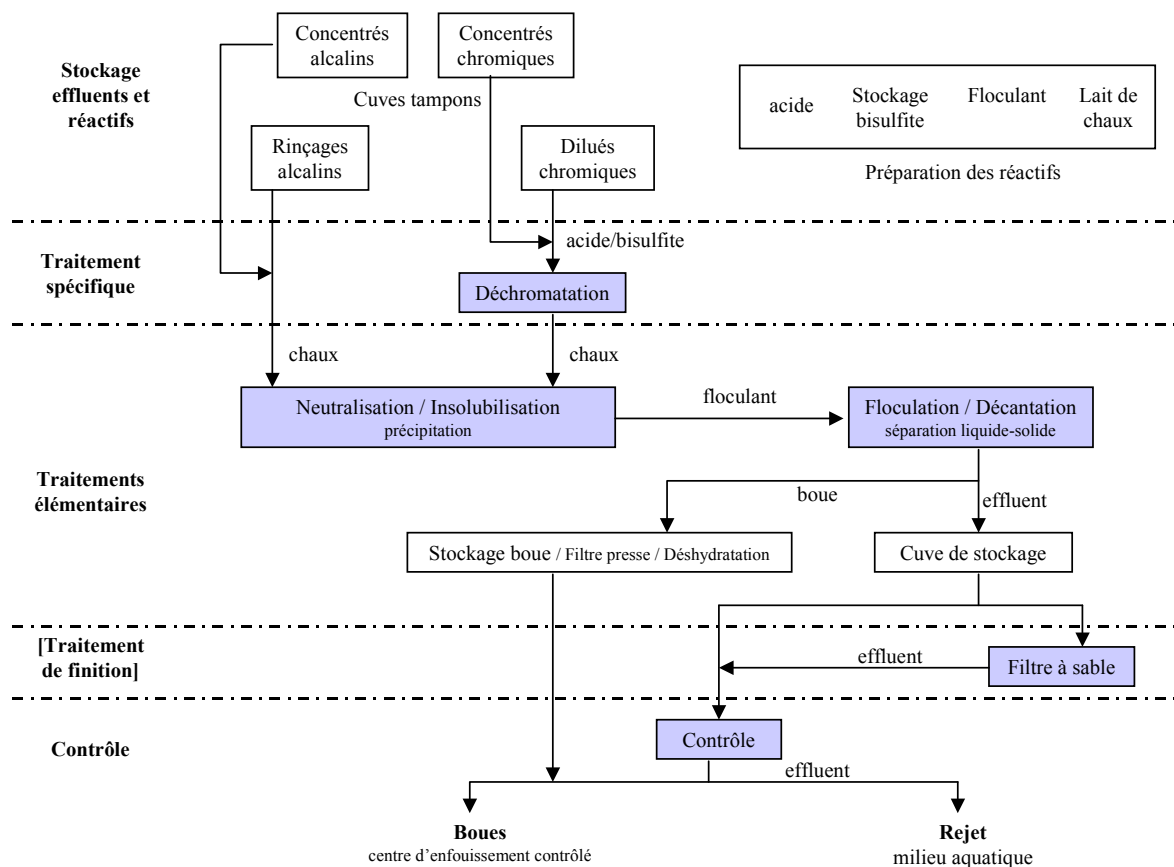 Concentrés
alcalins
Concentrés
chromiques
Stockage
effluents et
réactifs
Cuves tampons
acide
Stockage
bisulfite
Floculant
Lait de
chaux
Rinçages
alcalins
Dilués
chromiques
Préparation des réactifs
acide/bisulfite
Traitement
spécifique
Déchromatation
chaux
chaux
Neutralisation / Insolubilisation
précipitation
floculant
Floculation / Décantation
séparation liquide-solide
Traitements
élémentaires
boue
effluent
Stockage boue / Filtre presse / Déshydratation
Cuve de stockage
[Traitement
de finition]
effluent
Filtre à sable
Contrôle
Contrôle
effluent
Boues
centre d'enfouissement contrôlé
Rejet
milieu aquatique